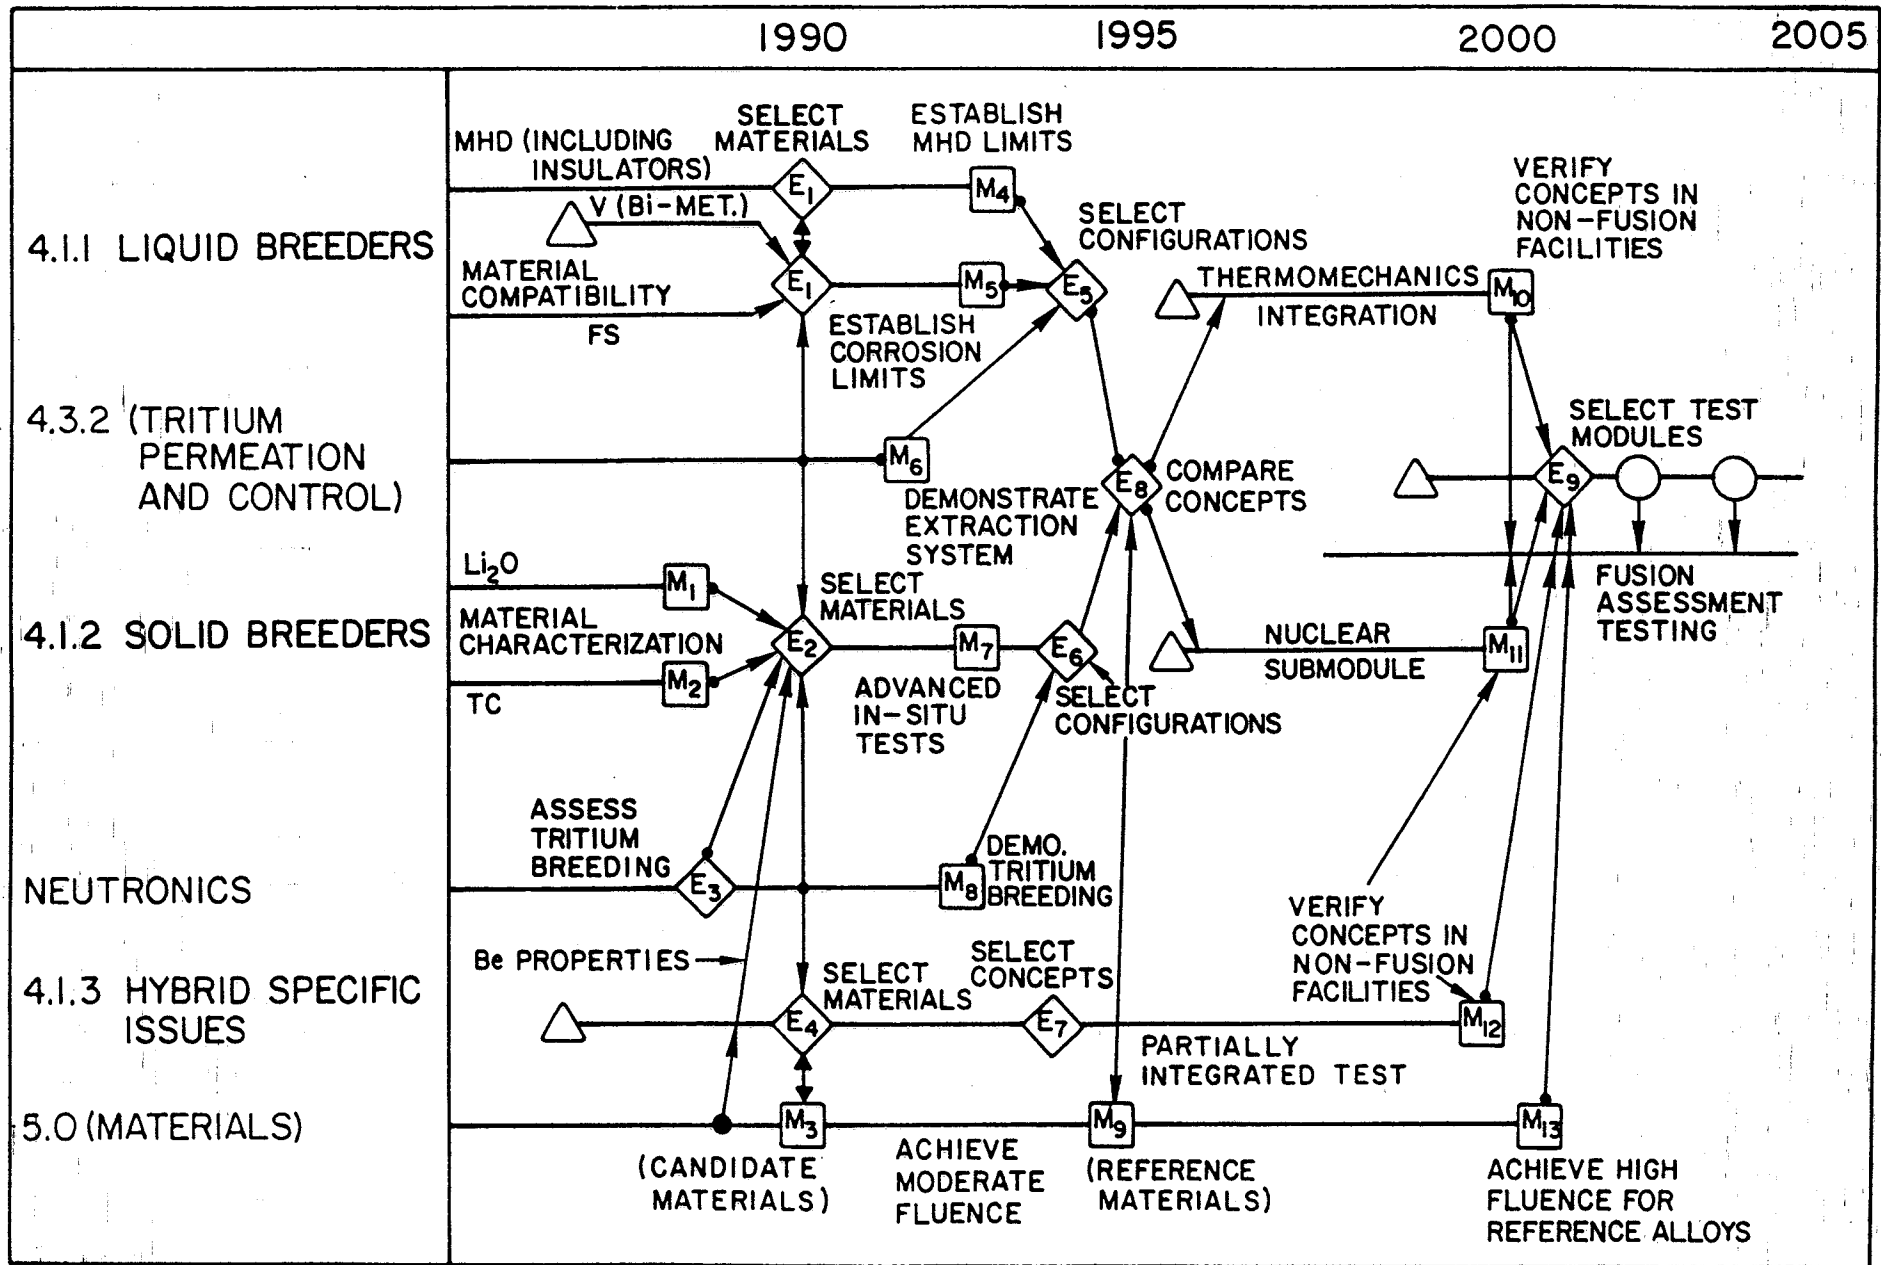 1990
1995
2000
2005
4.1.1 LIQUID BREEDERS
MHD (INCLUDING
INSULATORS)
SELECT
MATERIALS
E1
ESTABLISH
MHD LIMITS
M4
V (Bi-MET.)
MATERIAL
COMPATIBILITY
FS
E1
M5
ESTABLISH
CORROSION
LIMITS
SELECT
CONFIGURATIONS
E5
THERMOMECHANICS
INTEGRATION
VERIFY
CONCEPTS IN
NON-FUSION
FACILITIES
M10
4.3.2 (TRITIUM
PERMEATION
AND CONTROL)
M6
DEMONSTRATE
EXTRACTION
SYSTEM
E8
COMPARE
CONCEPTS
SELECT TEST
MODULES
E9
FUSION
ASSESSMENT
TESTING
4.1.2 SOLID BREEDERS
Li2O
M1
MATERIAL
CHARACTERIZATION
TC
M2
SELECT
MATERIALS
E2
M7
ADVANCED
IN-SITU
TESTS
E6
SELECT
CONFIGURATIONS
NUCLEAR
SUBMODULE
M11
NEUTRONICS
ASSESS
TRITIUM
BREEDING
E3
M8
DEMO.
TRITIUM
BREEDING
4.1.3 HYBRID SPECIFIC
ISSUES
Be PROPERTIES
SELECT
MATERIALS
E4
SELECT
CONCEPTS
E7
PARTIALLY
INTEGRATED TEST
VERIFY
CONCEPTS IN
NON-FUSION
FACILITIES
M12
5.0 (MATERIALS)
M3
(CANDIDATE
MATERIALS)
ACHIEVE
MODERATE
FLUENCE
M9
(REFERENCE
MATERIALS)
M13
ACHIEVE HIGH
FLUENCE FOR
REFERENCE ALLOYS